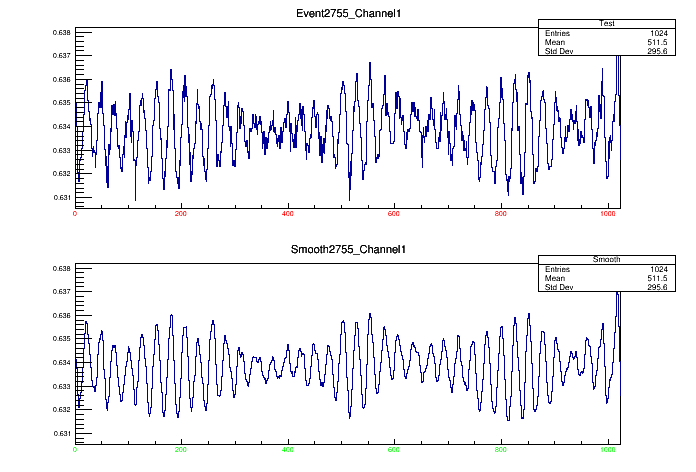 Event2755_Channel1
Test
Entries 1024
Mean 511.5
Std Dev 295.6
0.638
0.637
0.636
0.635
0.634
0.633
0.632
0.631
0 200 400 600 800 1000
Smooth2755_Channel1
Smooth
Entries 1024
Mean 511.5
Std Dev 295.6
0.638
0.637
0.636
0.635
0.634
0.633
0.632
0.631
0 200 400 600 800 1000